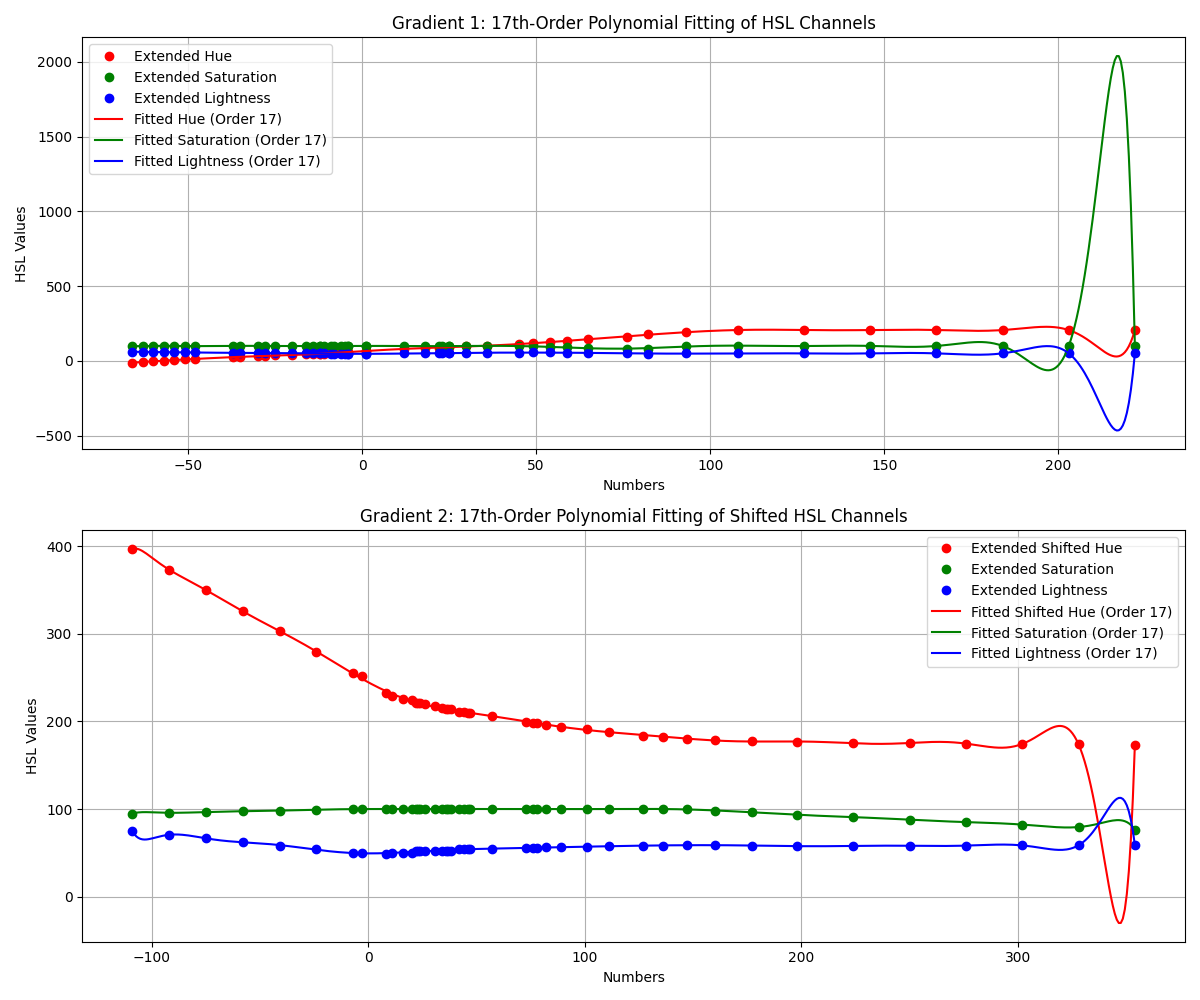 Gradient 1: 17th-Order Polynomial Fitting of HSL Channels
Extended Hue
Extended Saturation
Extended Lightness
Fitted Hue (Order 17)
Fitted Saturation (Order 17)
Fitted Lightness (Order 17)
2000
1500
1000
500
0
−500
HSL Values
−50 0 50 100 150 200
Numbers
Gradient 2: 17th-Order Polynomial Fitting of Shifted HSL Channels
Extended Shifted Hue
Extended Saturation
Extended Lightness
Fitted Shifted Hue (Order 17)
Fitted Saturation (Order 17)
Fitted Lightness (Order 17)
400
300
200
100
0
HSL Values
−100 0 100 200 300
Numbers